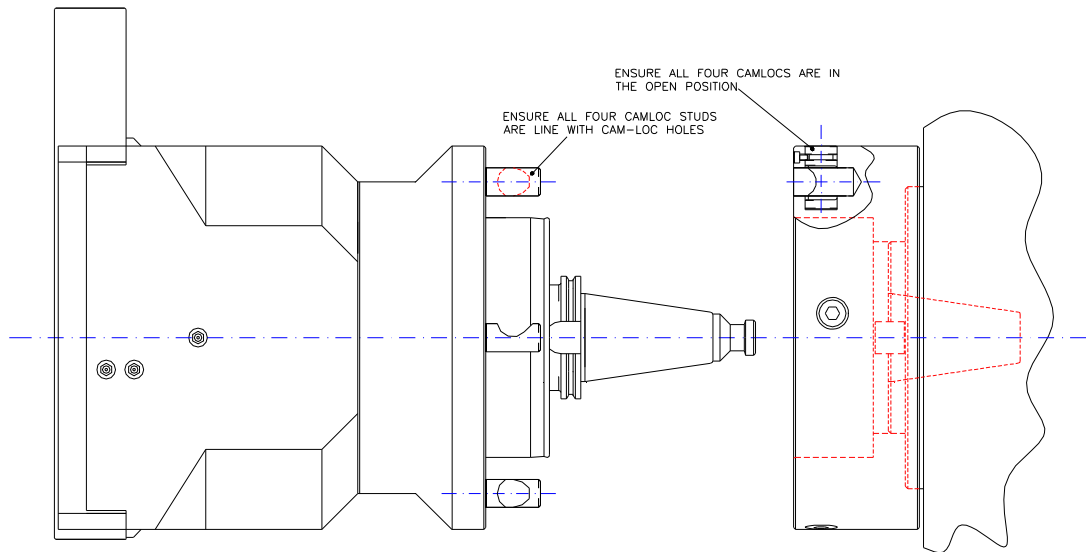 ENSURE ALL FOUR CAMLOCS ARE IN
THE OPEN POSITION
ENSURE ALL FOUR CAMLOC STUDS
ARE LINE WITH CAM-LOC HOLES